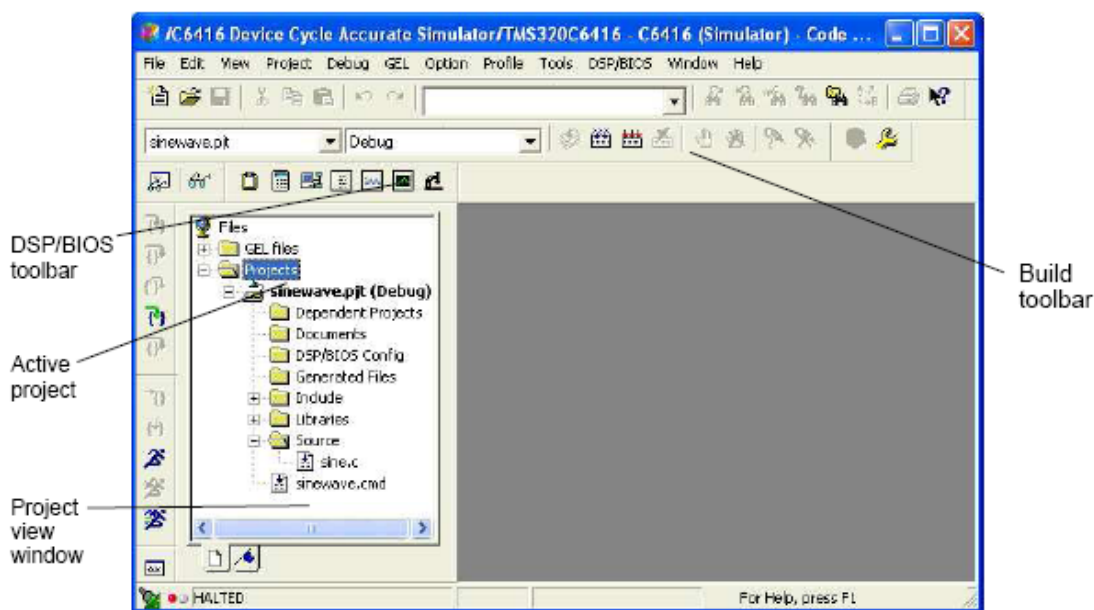 /C6416 Device Cycle Accurate Simulator/TMS320C6416 - C6416 (Simulator) - Code ...
File Edit View Project Debug GEL Option Profile Tools DSP/BIOS Window Help
sinewave.pjt Debug
Files
GEL files
Projects
sinewave.pjt (Debug)
Dependent Projects
Documents
DSP/BIOS Config
Generated Files
Include
Libraries
Source
sine.c
sinewave.cmd
HALTED For Help, press F1
DSP/BIOS
toolbar
Active
project
Project
view
window
Build
toolbar